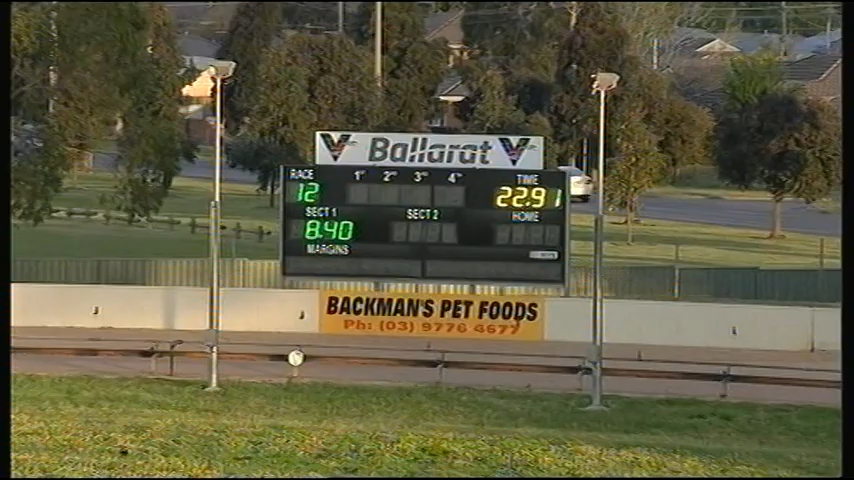 Ballarat
RACE 1st 2nd 3rd 4th TIME
12 22.91
SECT 1 SECT 2 HOME
8.40
MARGINS
BACKMAN'S PET FOODS
Ph: (03) 9776 4677